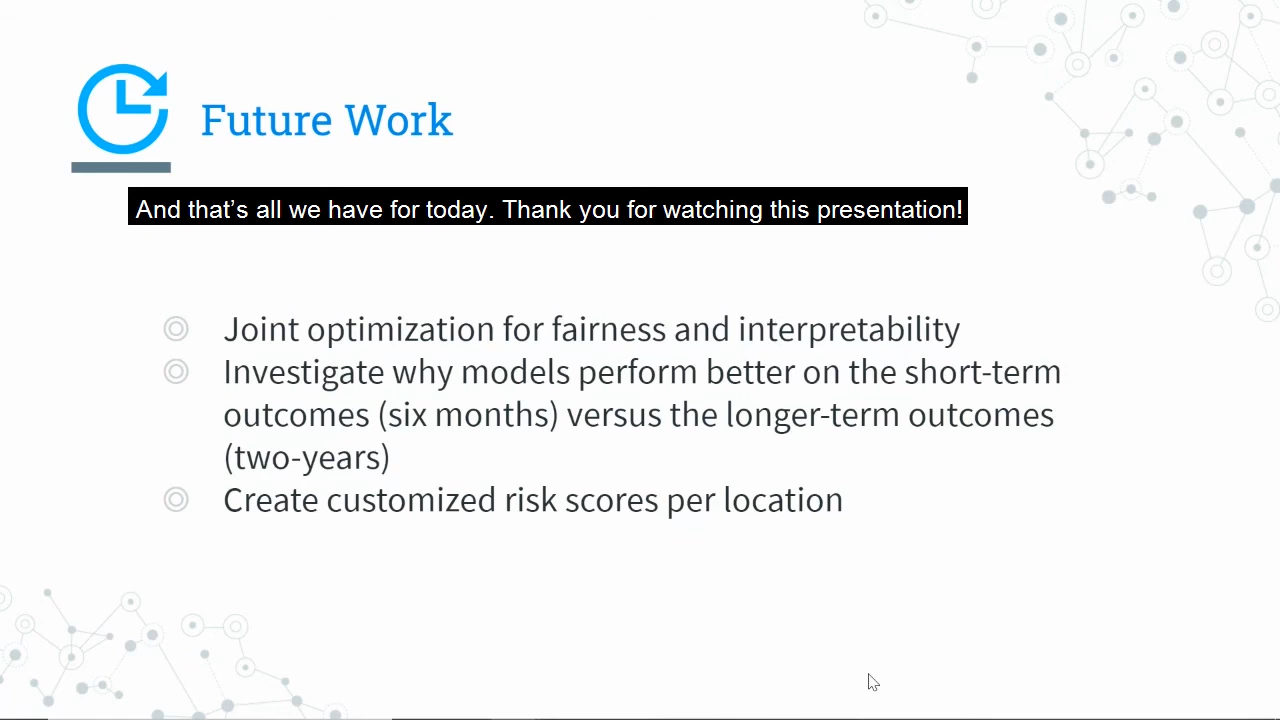 Future Work
And that’s all we have for today. Thank you for watching this presentation!
Joint optimization for fairness and interpretability
Investigate why models perform better on the short-term
outcomes (six months) versus the longer-term outcomes
(two-years)
Create customized risk scores per location